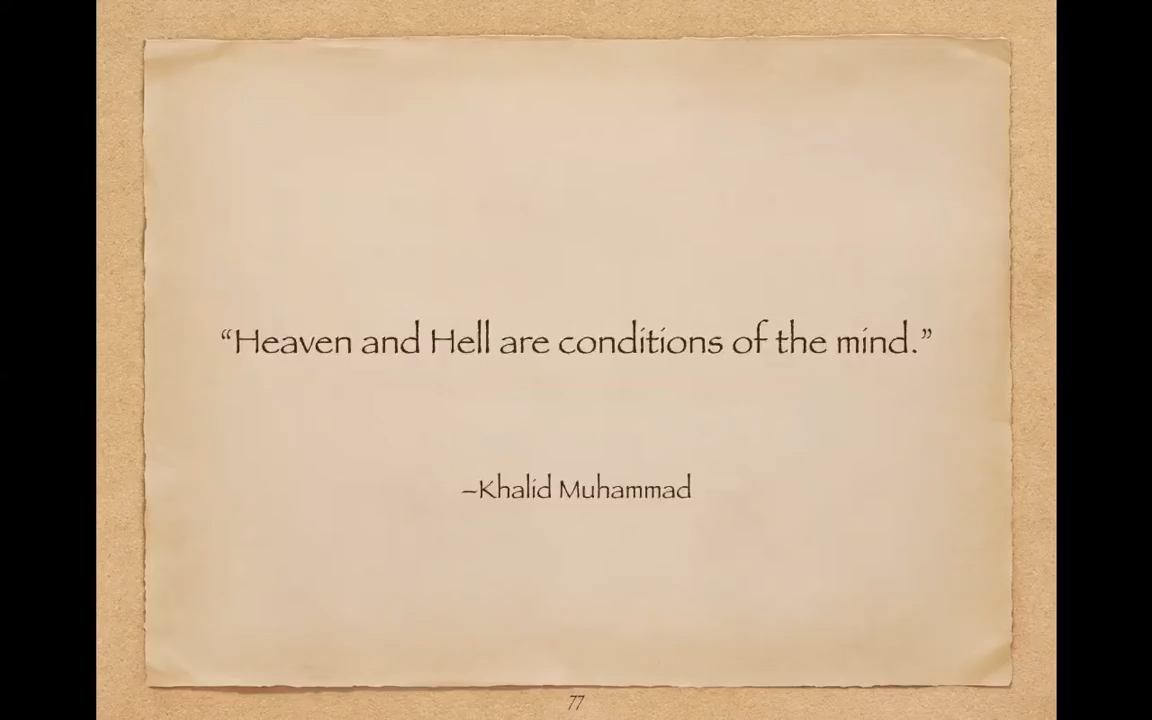 “Heaven and Hell are conditions of the mind.”
–Khalid Muhammad
77